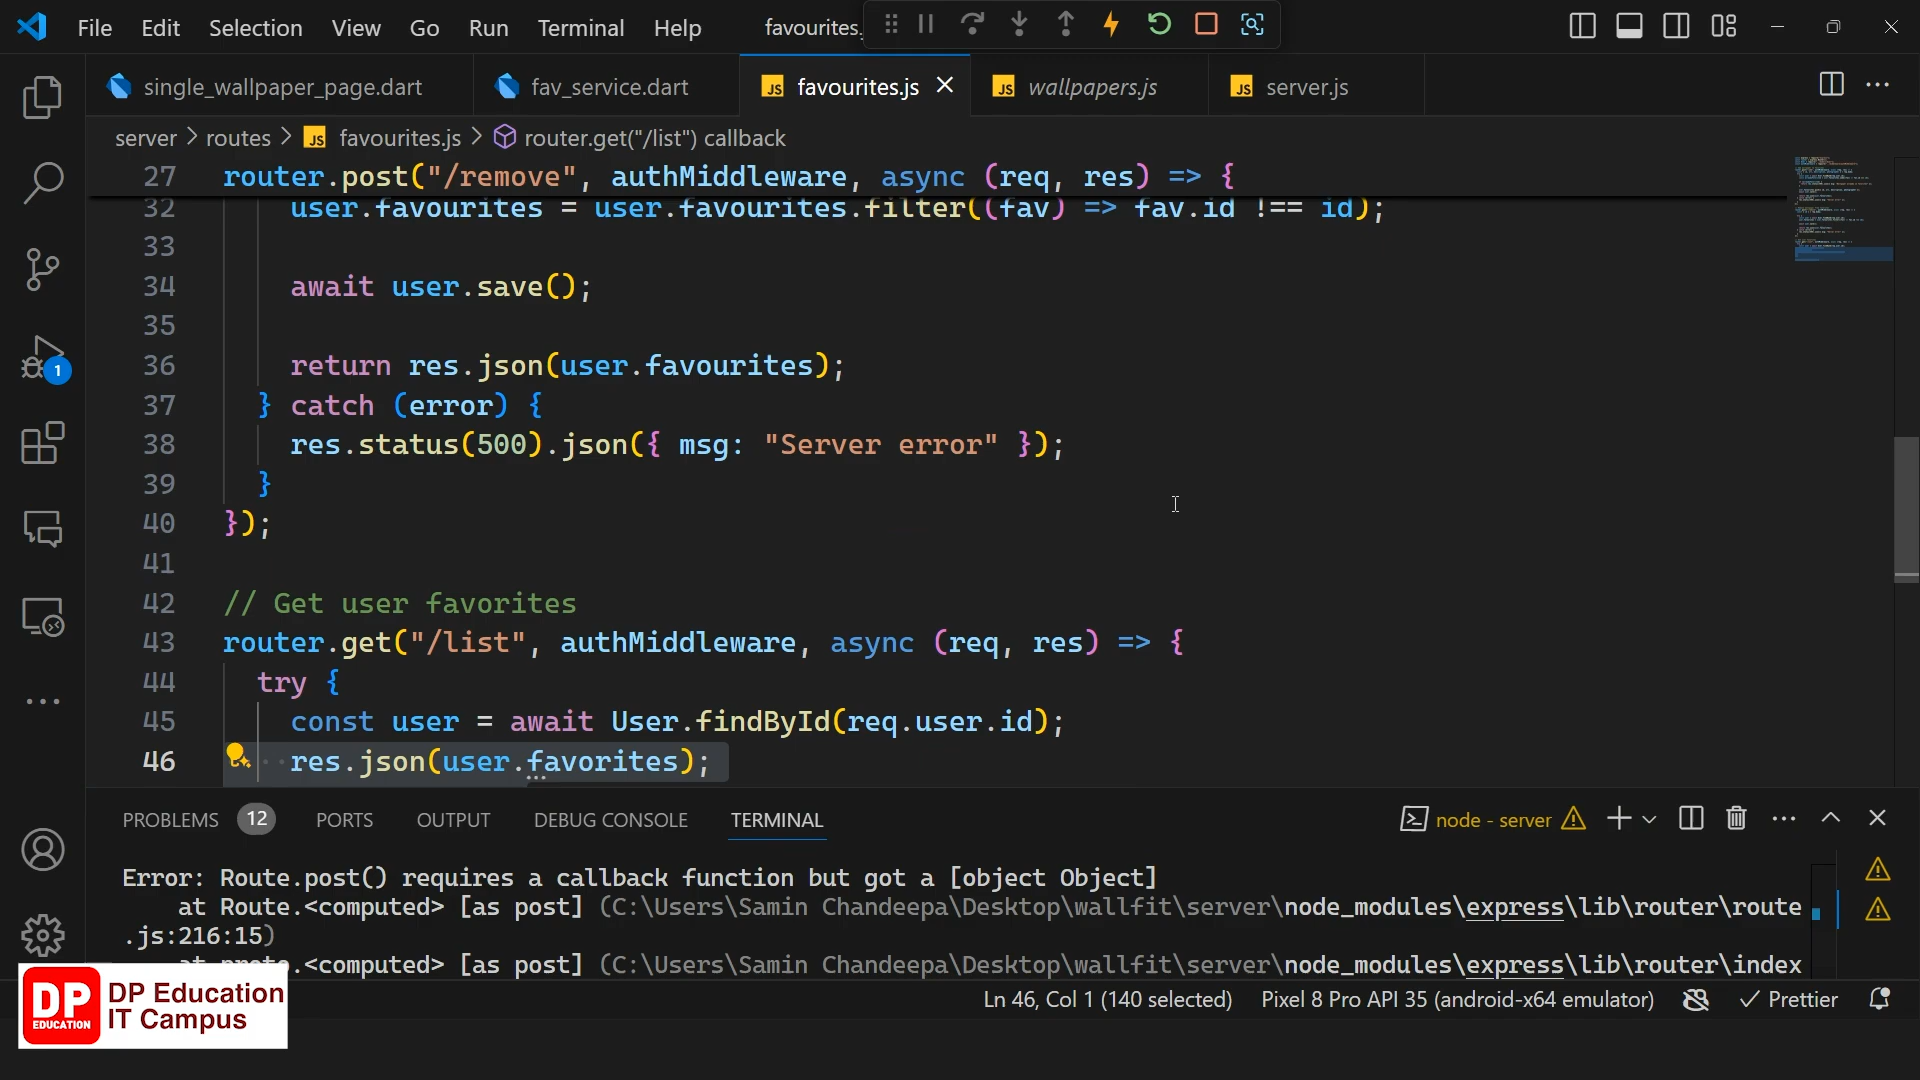 File Edit Selection View Go Run Terminal Help favourites.
single_wallpaper_page.dart fav_service.dart JS favourites.js JS wallpapers.js JS server.js
server > routes > JS favourites.js > router.get("/list") callback
27 router.post("/remove", authMiddleware, async (req, res) => {
32 user.favourites = user.favourites.filter((fav) => fav.id !== id);
33
34 await user.save();
35
36 return res.json(user.favourites);
37 } catch (error) {
38 res.status(500).json({ msg: "Server error" });
39 }
40 });
41
42 // Get user favorites
43 router.get("/list", authMiddleware, async (req, res) => {
44 try {
45 const user = await User.findById(req.user.id);
46 res.json(user.favorites);
1
PROBLEMS 12 PORTS OUTPUT DEBUG CONSOLE TERMINAL node - server
Error: Route.post() requires a callback function but got a [object Object]
at Route.<computed> [as post] (C:\Users\Samin Chandeepa\Desktop\wallfit\server\node_modules\express\lib\router\route
.js:216:15)
at proto.<computed> [as post] (C:\Users\Samin Chandeepa\Desktop\wallfit\server\node_modules\express\lib\router\index
Ln 46, Col 1 (140 selected) Pixel 8 Pro API 35 (android-x64 emulator) Prettier
DP EDUCATION
DP Education
IT Campus